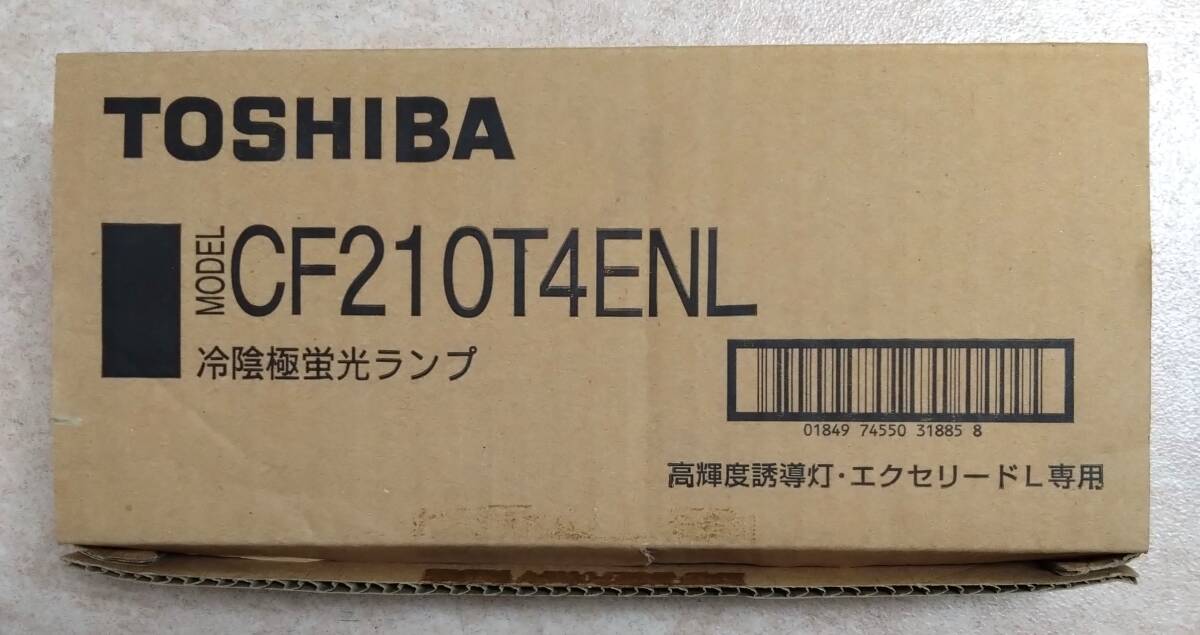 TOSHIBA
MODEL CF210T4ENL
冷陰極蛍光ランプ
01849 74550 31885 8
高輝度誘導灯・エクセリードL専用